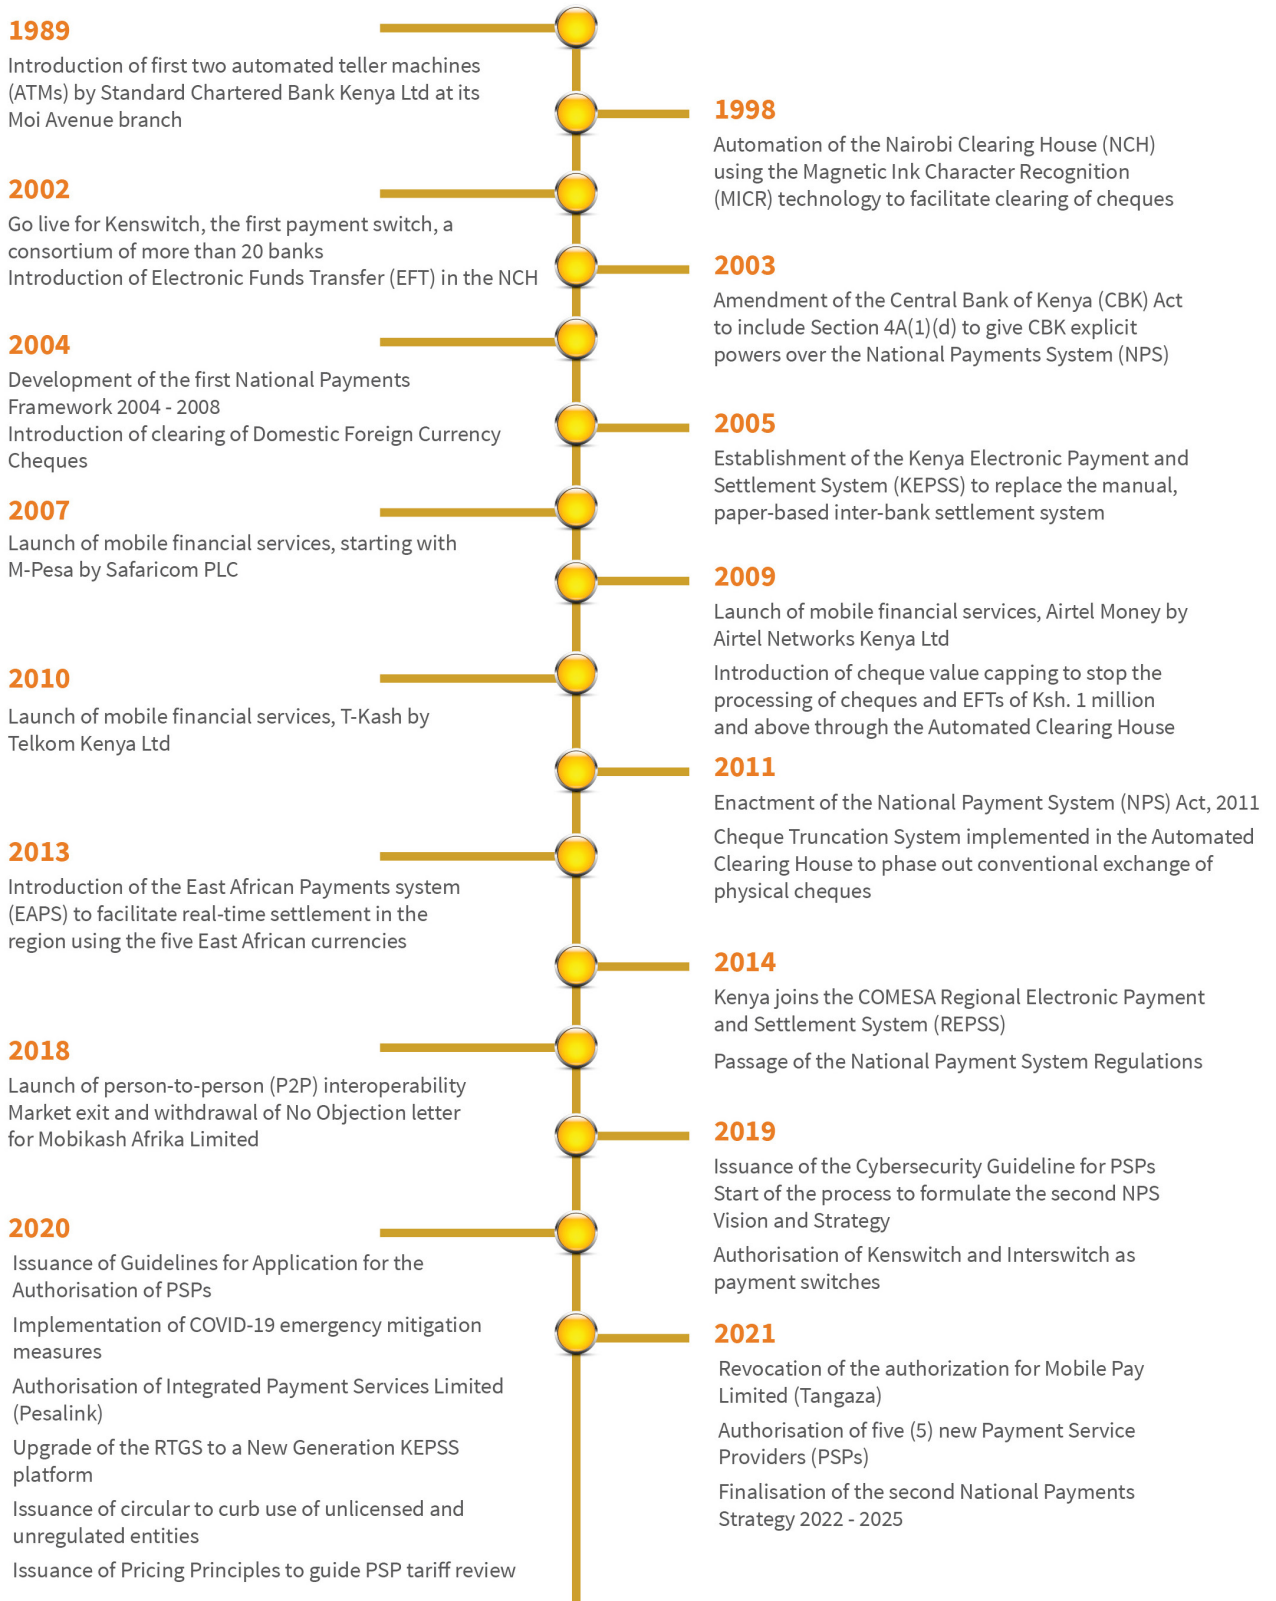 1989
Introduction of first two automated teller machines
(ATMs) by Standard Chartered Bank Kenya Ltd at its
Moi Avenue branch
1998
Automation of the Nairobi Clearing House (NCH)
using the Magnetic Ink Character Recognition
(MICR) technology to facilitate clearing of cheques
2002
Go live for Kenswitch, the first payment switch, a
consortium of more than 20 banks
Introduction of Electronic Funds Transfer (EFT) in the NCH
2003
Amendment of the Central Bank of Kenya (CBK) Act
to include Section 4A(1)(d) to give CBK explicit
powers over the National Payments System (NPS)
2004
Development of the first National Payments
Framework 2004 - 2008
Introduction of clearing of Domestic Foreign Currency
Cheques
2005
Establishment of the Kenya Electronic Payment and
Settlement System (KEPSS) to replace the manual,
paper-based inter-bank settlement system
2007
Launch of mobile financial services, starting with
M-Pesa by Safaricom PLC
2009
Launch of mobile financial services, Airtel Money by
Airtel Networks Kenya Ltd
Introduction of cheque value capping to stop the
processing of cheques and EFTs of Ksh. 1 million
and above through the Automated Clearing House
2010
Launch of mobile financial services, T-Kash by
Telkom Kenya Ltd
2011
Enactment of the National Payment System (NPS) Act, 2011
Cheque Truncation System implemented in the Automated
Clearing House to phase out conventional exchange of
physical cheques
2013
Introduction of the East African Payments system
(EAPS) to facilitate real-time settlement in the
region using the five East African currencies
2014
Kenya joins the COMESA Regional Electronic Payment
and Settlement System (REPSS)
Passage of the National Payment System Regulations
2018
Launch of person-to-person (P2P) interoperability
Market exit and withdrawal of No Objection letter
for Mobikash Afrika Limited
2019
Issuance of the Cybersecurity Guideline for PSPs
Start of the process to formulate the second NPS
Vision and Strategy
Authorisation of Kenswitch and Interswitch as
payment switches
2020
Issuance of Guidelines for Application for the
Authorisation of PSPs
Implementation of COVID-19 emergency mitigation
measures
Authorisation of Integrated Payment Services Limited
(Pesalink)
Upgrade of the RTGS to a New Generation KEPSS
platform
Issuance of circular to curb use of unlicensed and
unregulated entities
Issuance of Pricing Principles to guide PSP tariff review
2021
Revocation of the authorization for Mobile Pay
Limited (Tangaza)
Authorisation of five (5) new Payment Service
Providers (PSPs)
Finalisation of the second National Payments
Strategy 2022 - 2025